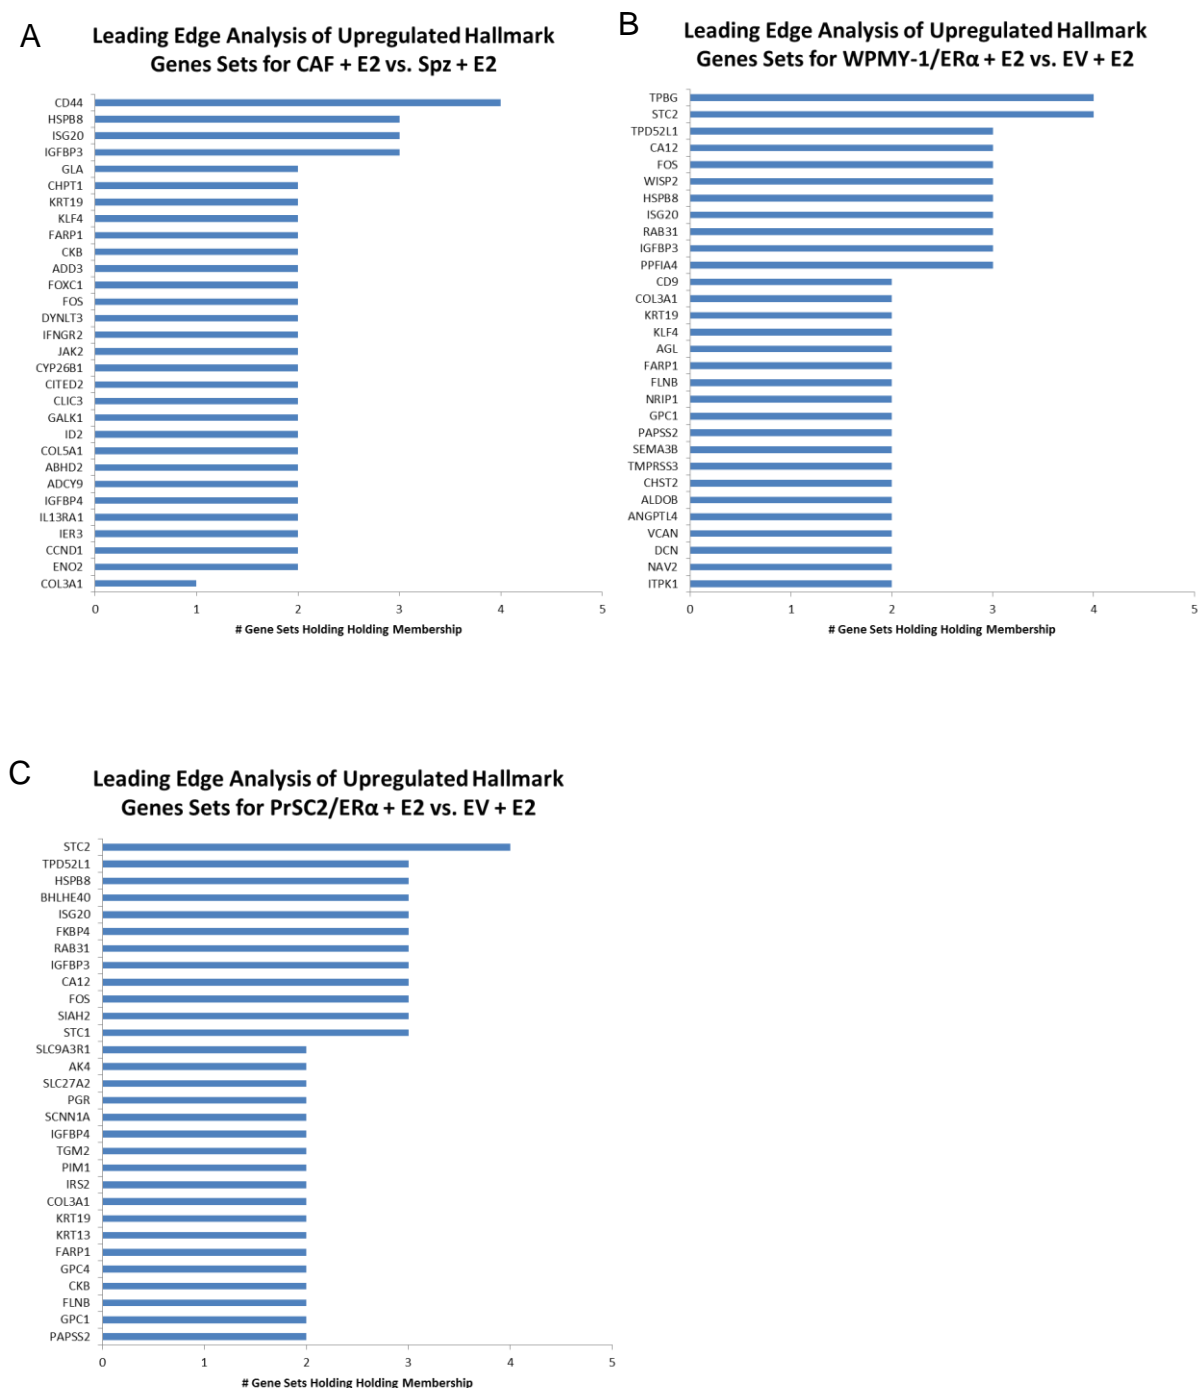 A
Leading Edge Analysis of Upregulated Hallmark
Genes Sets for CAF + E2 vs. Spz + E2
CD44
HSPB8
ISG20
IGFBP3
GLA
CHPT1
KRT19
KLF4
FARP1
CKB
ADD3
FOXC1
FOS
DYNLT3
IFNGR2
JAK2
CYP26B1
CITED2
CLIC3
GALK1
ID2
COL5A1
ABHD2
ADCY9
IGFBP4
IL13RA1
IER3
CCND1
ENO2
COL3A1
0 1 2 3 4 5
# Gene Sets Holding Holding Membership
B
Leading Edge Analysis of Upregulated Hallmark
Genes Sets for WPMY-1/ERα + E2 vs. EV + E2
TPBG
STC2
TPD52L1
CA12
FOS
WISP2
HSPB8
ISG20
RAB31
IGFBP3
PPFIA4
CD9
COL3A1
KRT19
KLF4
AGL
FARP1
FLNB
NRIP1
GPC1
PAPSS2
SEMA3B
TMPRSS3
CHST2
ALDOB
ANGPTL4
VCAN
DCN
NAV2
ITPK1
0 1 2 3 4 5
# Gene Sets Holding Holding Membership
C
Leading Edge Analysis of Upregulated Hallmark
Genes Sets for PrSC2/ERα + E2 vs. EV + E2
STC2
TPD52L1
HSPB8
BHLHE40
ISG20
FKBP4
RAB31
IGFBP3
CA12
FOS
SIAH2
STC1
SLC9A3R1
AK4
SLC27A2
PGR
SCNN1A
IGFBP4
TGM2
PIM1
IRS2
COL3A1
KRT19
KRT13
FARP1
GPC4
CKB
FLNB
GPC1
PAPSS2
0 1 2 3 4 5
# Gene Sets Holding Holding Membership